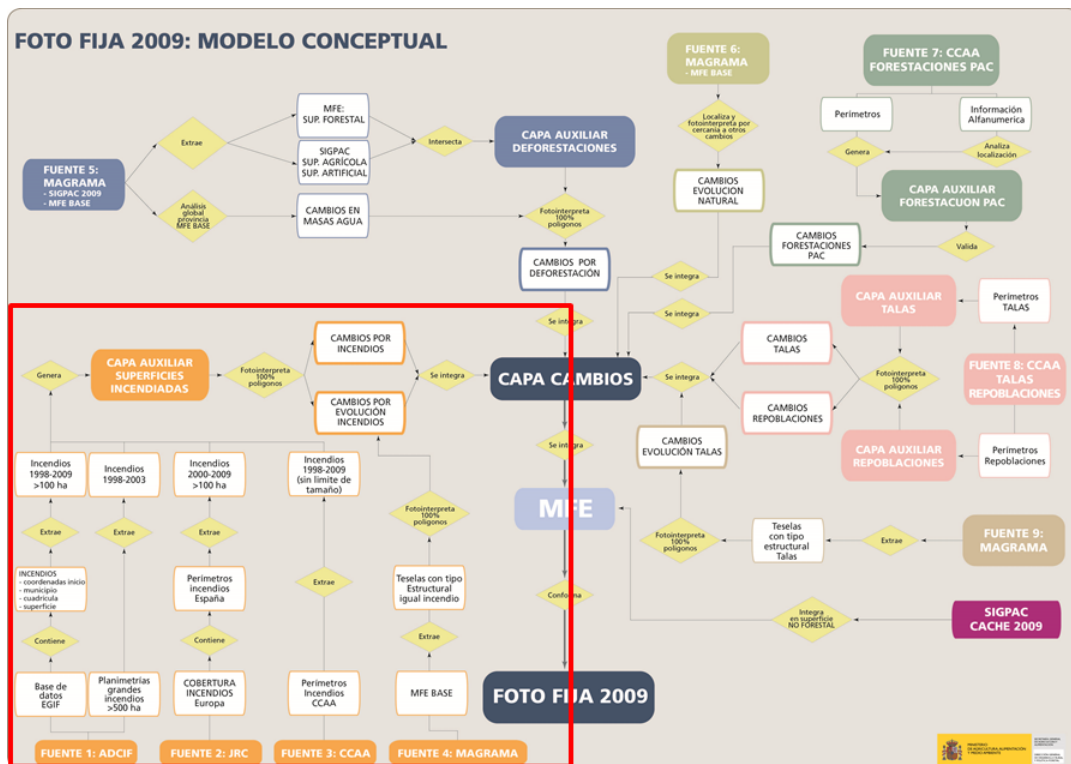 FOTO FIJA 2009: MODELO CONCEPTUAL
FUENTE 5:
MAGRAMA
- SIGPAC 2009
- MFE BASE
Extrae
MFE:
SUP. FORESTAL
SIGPAC
SUP. AGRÍCOLA
SUP. ARTIFICIAL
Intersecta
CAPA AUXILIAR
DEFORESTACIONES
Análisis
global
provincia
MFE BASE
CAMBIOS EN
MASAS AGUA
Fotointerpreta
100%
polígonos
CAMBIOS POR
DEFORESTACIÓN
Se integra
FUENTE 6:
MAGRAMA
- MFE BASE
Localiza y
fotointerpreta por
cercanía a otros
cambios
CAMBIOS
EVOLUCION
NATURAL
Se integra
FUENTE 7: CCAA
FORESTACIONES PAC
Perímetros
Información
Alfanumerica
Genera
Analiza
localización
CAPA AUXILIAR
FORESTACUON PAC
Valida
CAMBIOS
FORESTACIONES
PAC
Se integra
Genera
CAPA AUXILIAR
SUPERFICIES
INCENDIADAS
Fotointerpreta
100%
polígonos
CAMBIOS POR
INCENDIOS
CAMBIOS POR
EVOLUCIÓN
INCENDIOS
Se integra
CAPA CAMBIOS
Se integra
CAMBIOS
TALAS
CAMBIOS
REPOBLACIONES
Fotointerpreta
100%
polígonos
CAPA AUXILIAR
TALAS
CAPA AUXILIAR
REPOBLACIONES
Perímetros
TALAS
FUENTE 8: CCAA
TALAS
REPOBLACIONES
Perímetros
Repoblaciones
Se integra
CAMBIOS
EVOLUCIÓN TALAS
Incendios
1998-2009
>100 ha
Incendios
1998-2003
Incendios
2000-2009
>100 ha
Incendios
1998-2009
(sin limite de
tamaño)
Extrae
Extrae
Extrae
Extrae
Fotointerpreta
100%
polígonos
INCENDIOS
- coordenadas inicio
- municipio
- cuadrícula
- superficie
Perímetros
incendios
España
Teselas con tipo
Estructural
igual incendio
Contiene
Contiene
Extrae
Base de
datos
EGIF
Planimetrías
grandes
incendios
>500 ha
COBERTURA
INCENDIOS
Europa
Perímetros
Incendios
CCAA
MFE BASE
FUENTE 1: ADCIF
FUENTE 2: JRC
FUENTE 3: CCAA
FUENTE 4: MAGRAMA
MFE
Conforma
FOTO FIJA 2009
Fotointerpreta
100%
polígonos
Teselas
con tipo
estructural
Talas
Extrae
FUENTE 9:
MAGRAMA
Integra
en superficie
NO FORESTAL
SIGPAC
CACHE 2009
MINISTERIO
DE AGRICULTURA, ALIMENTACIÓN
Y MEDIO AMBIENTE